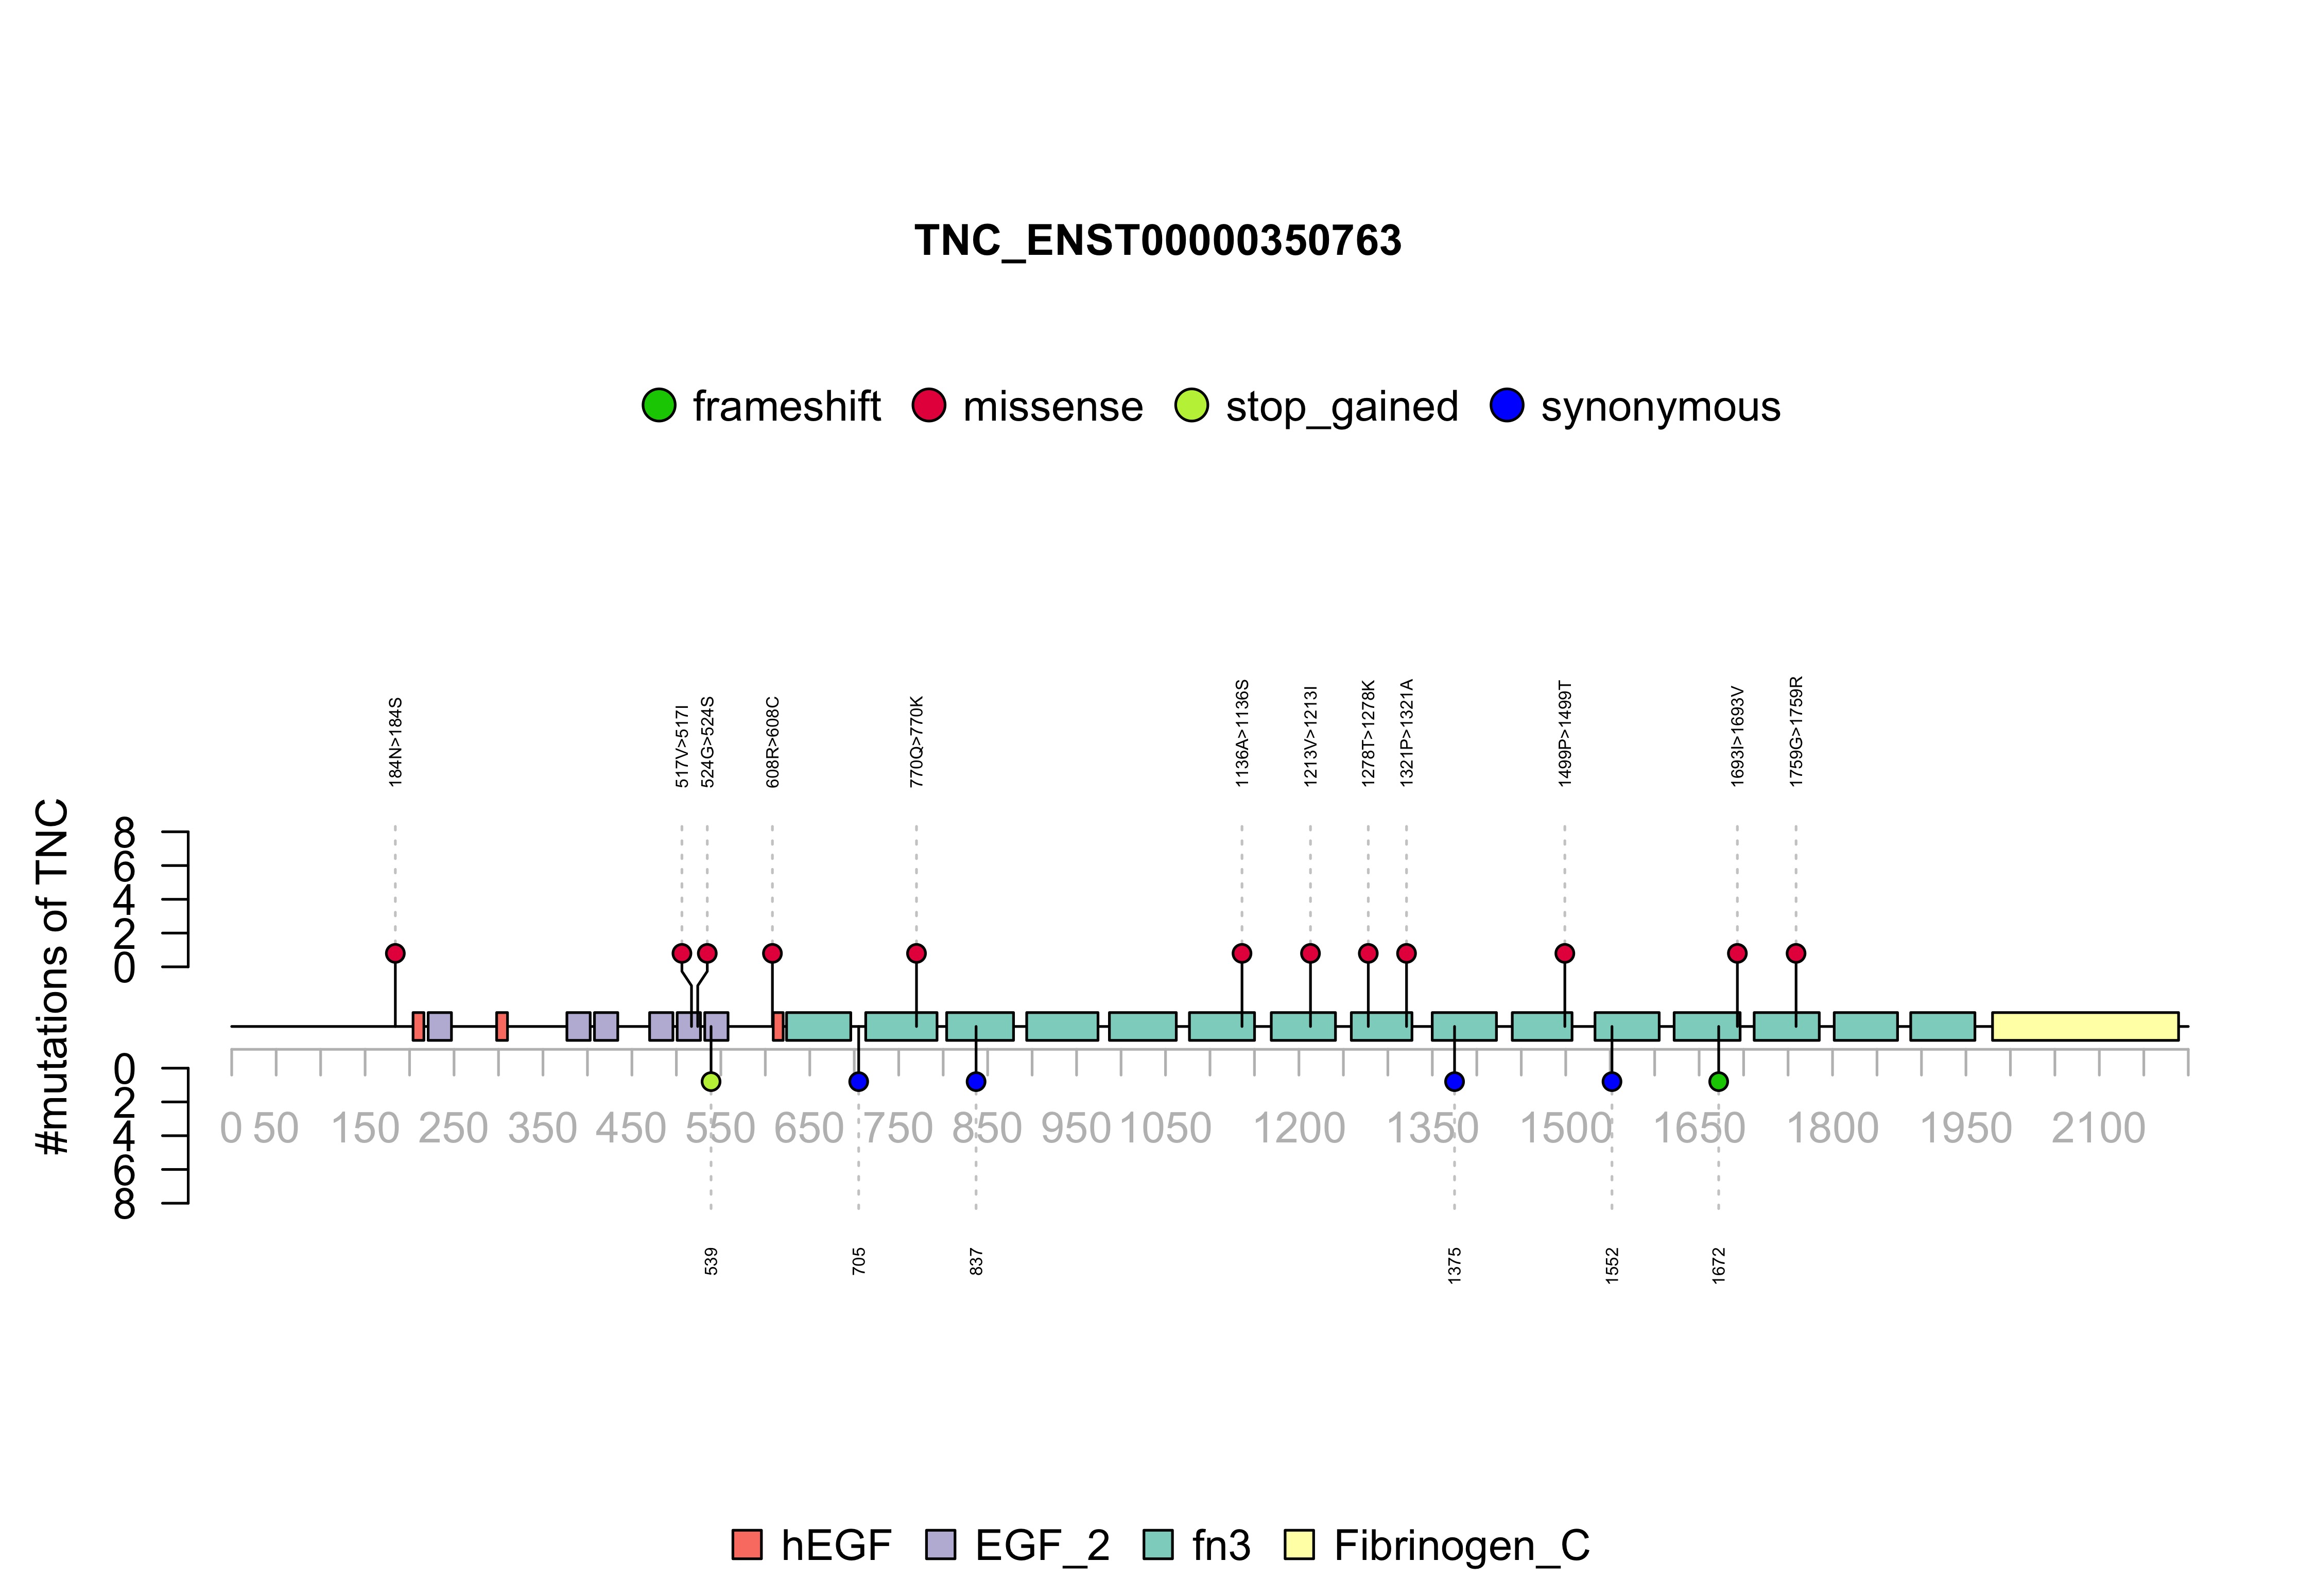 TNC_ENST00000350763
frameshift missense stop_gained synonymous
184N>184S 517V>517I 524G>524S 608R>608C 770Q>770K 1136A>1136S 1213V>1213I 1278T>1278K 1321P>1321A 1499P>1499T 1693I>1693V 1759G>1759R
#mutations of TNC
8
6
4
2
0
0
2
4
6
8
0 50 150 250 350 450 550 650 750 850 950 1050 1200 1350 1500 1650 1800 1950 2100
539 705 837 1375 1552 1672
hEGF EGF_2 fn3 Fibrinogen_C